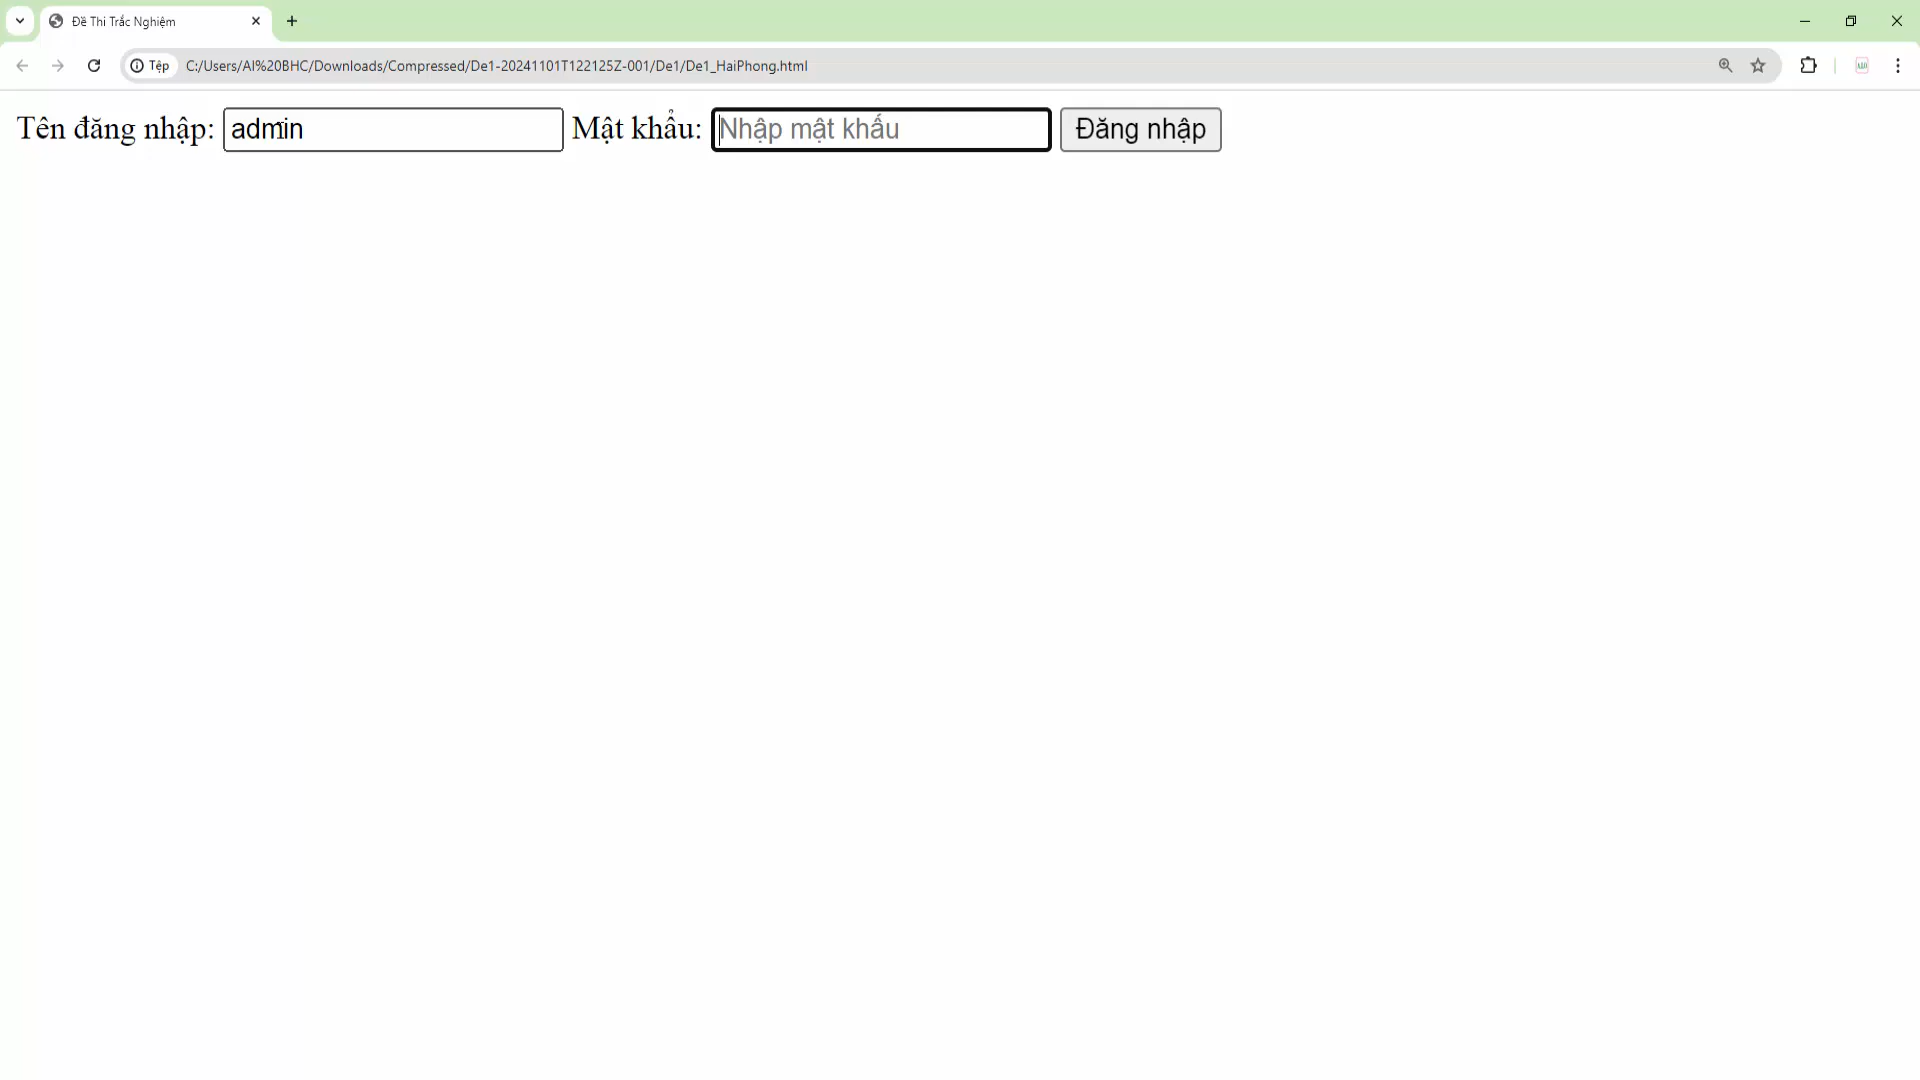 Đề Thi Trắc Nghiệm
Tệp C:/Users/AI%20BHC/Downloads/Compressed/De1-20241101T122125Z-001/De1/De1_HaiPhong.html
Tên đăng nhập: admin Mật khẩu: Nhập mật khẩu Đăng nhập